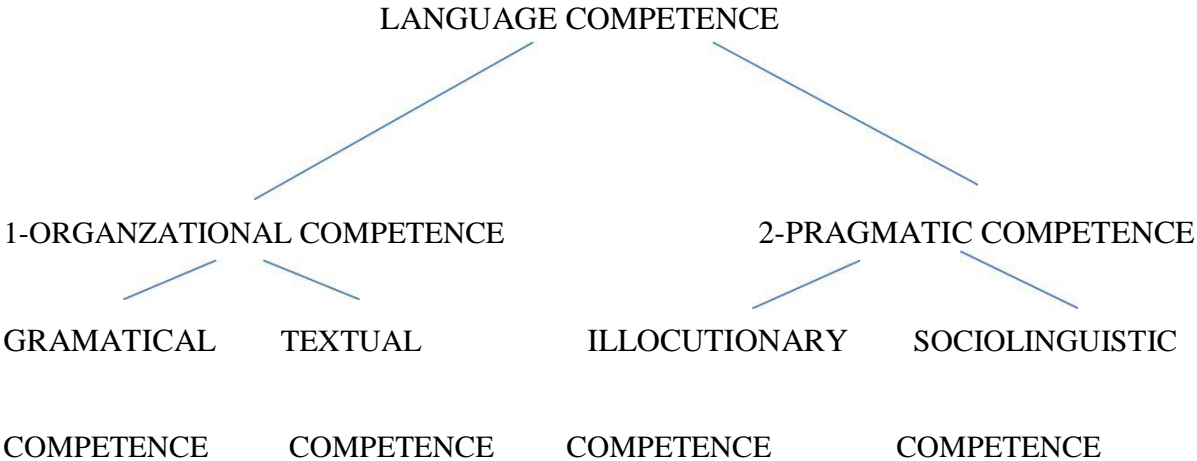 LANGUAGE COMPETENCE
1-ORGANZATIONAL COMPETENCE 2-PRAGMATIC COMPETENCE
GRAMATICAL TEXTUAL ILLOCUTIONARY SOCIOLINGUISTIC
COMPETENCE COMPETENCE COMPETENCE COMPETENCE